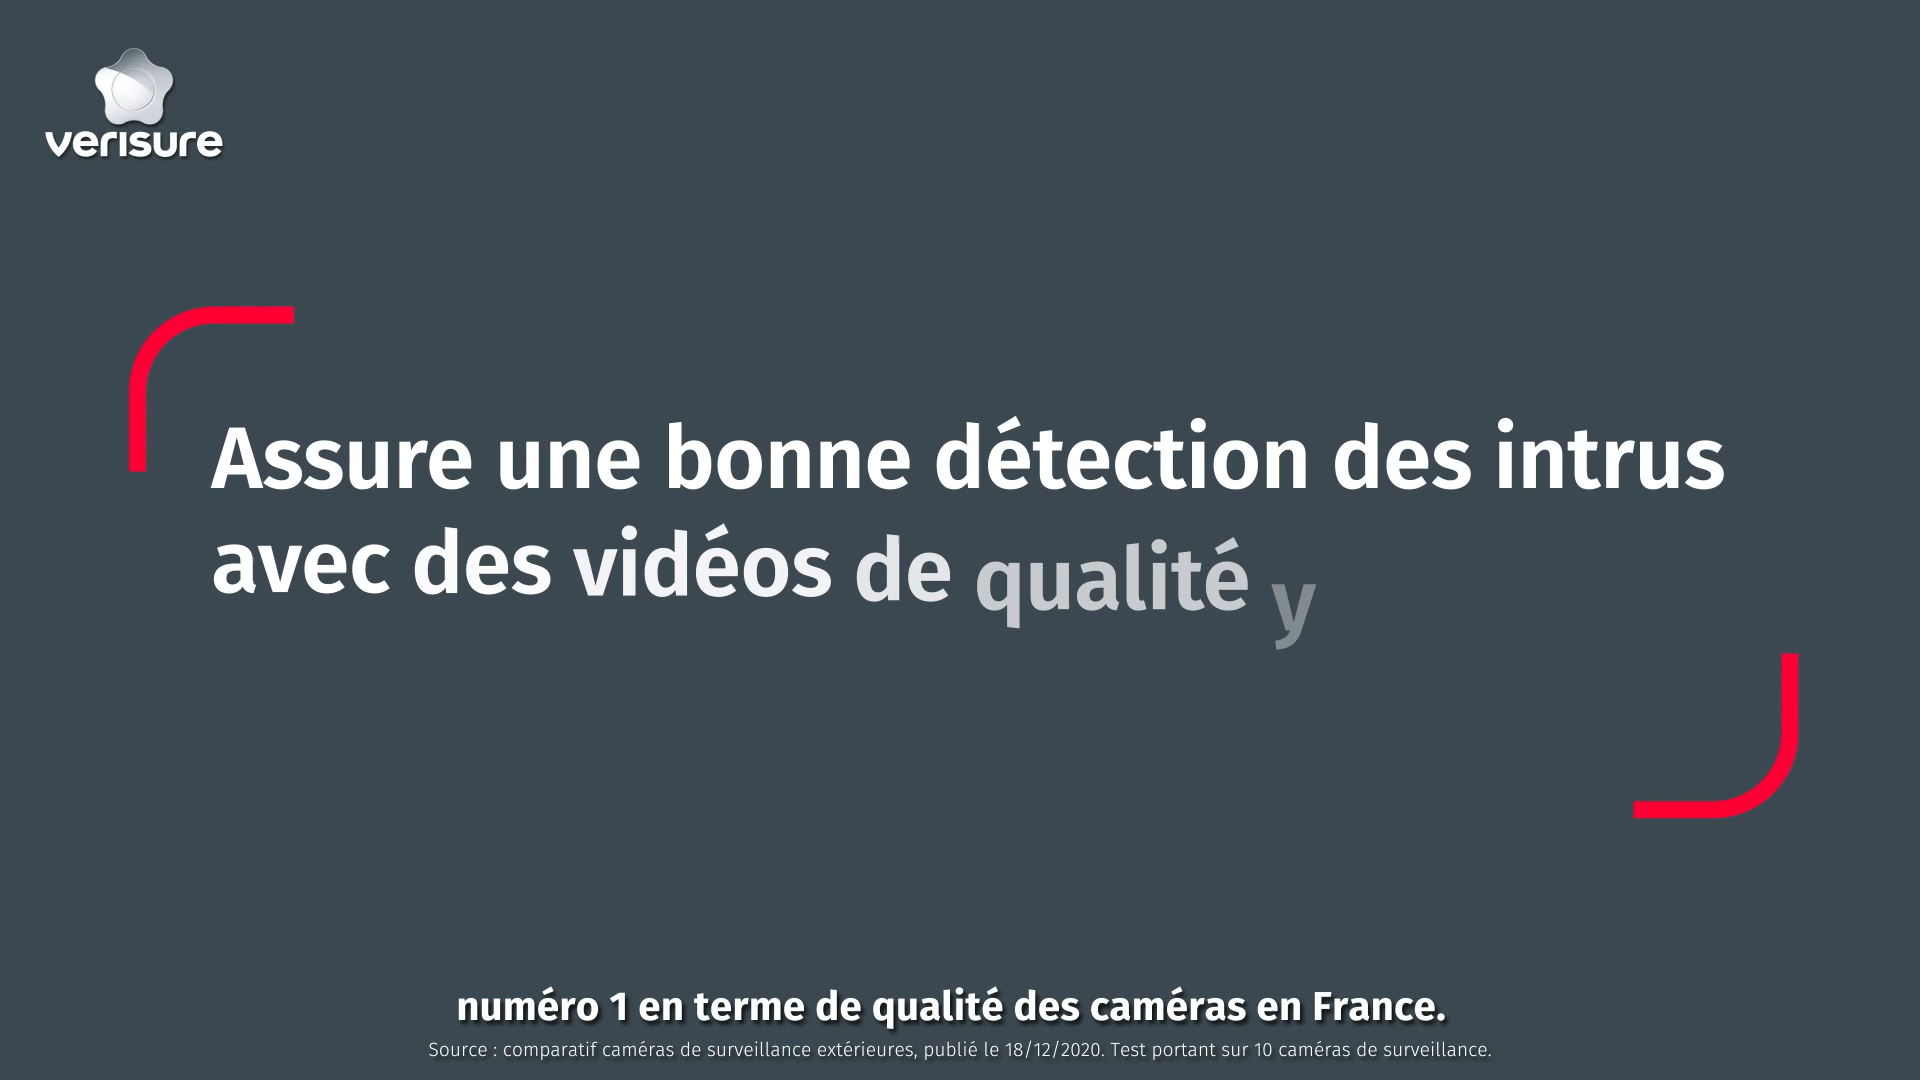 verisure
Assure une bonne détection des intrus
avec des vidéos de qualité y
numéro 1 en terme de qualité des caméras en France.
Source : comparatif caméras de surveillance extérieures, publié le 18/12/2020. Test portant sur 10 caméras de surveillance.